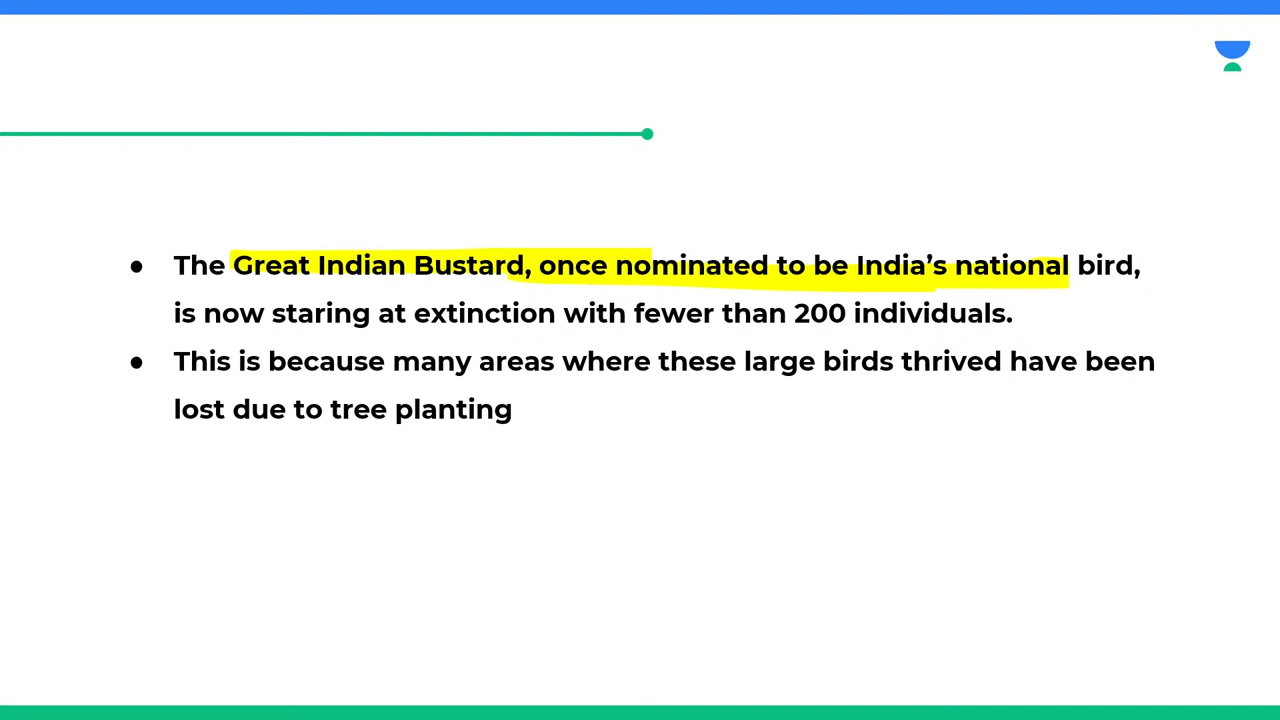 ● The Great Indian Bustard, once nominated to be India’s national bird,
is now staring at extinction with fewer than 200 individuals.
● This is because many areas where these large birds thrived have been
lost due to tree planting